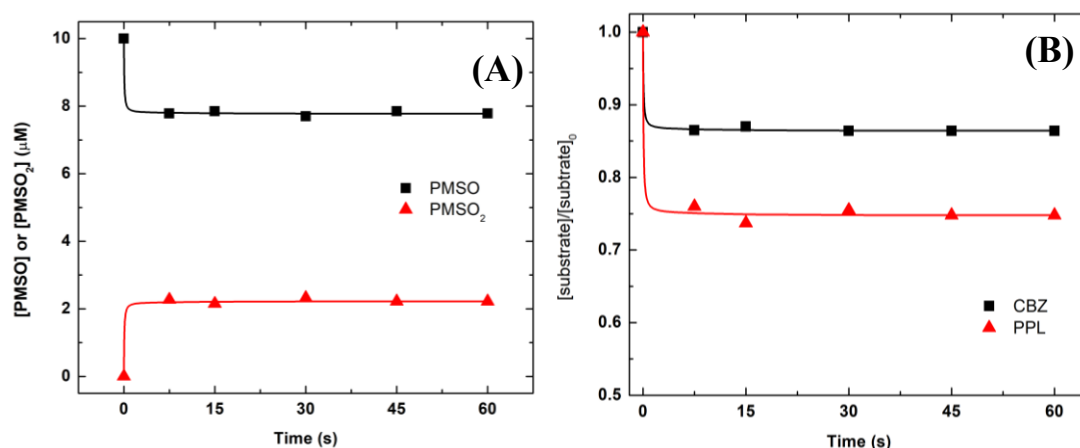 (A)
[PMSO] or [PMSO₂] (μM)
10
8
6
4
2
0
PMSO
PMSO₂
0 15 30 45 60
Time (s)
(B)
[substrate]/[subtrate]₀
1.0
0.9
0.8
0.7
0.6
0.5
CBZ
PPL
0 15 30 45 60
Time (s)